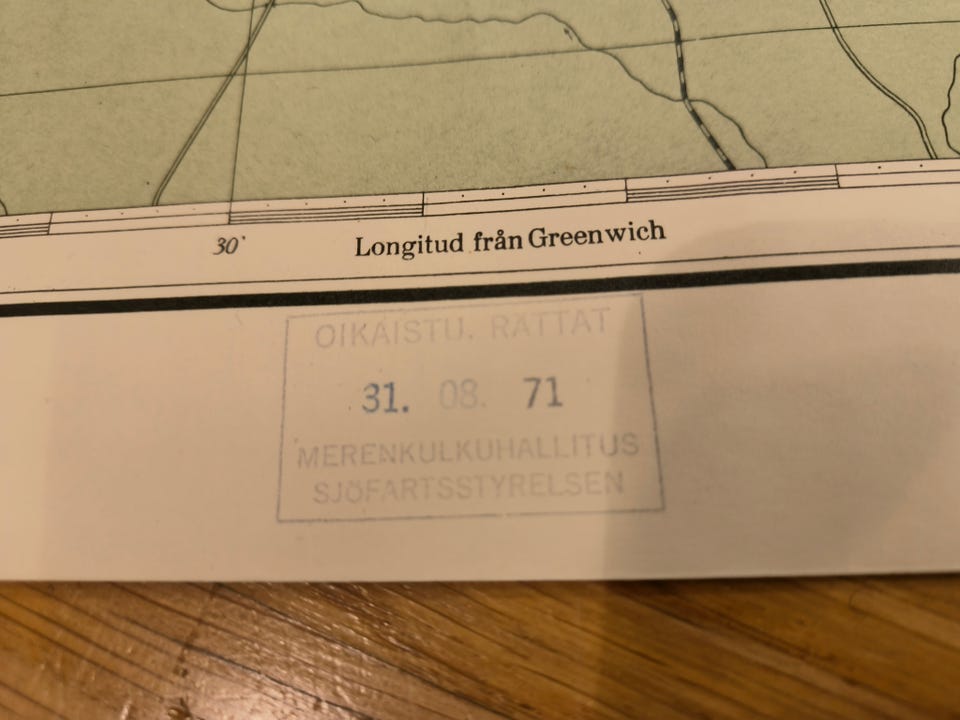 30'
Longitud från Greenwich
OIKAISTU. RÄTTAT
31. 08. 71
MERENKULKUHALLITUS
SJÖFARTSSTYRELSEN